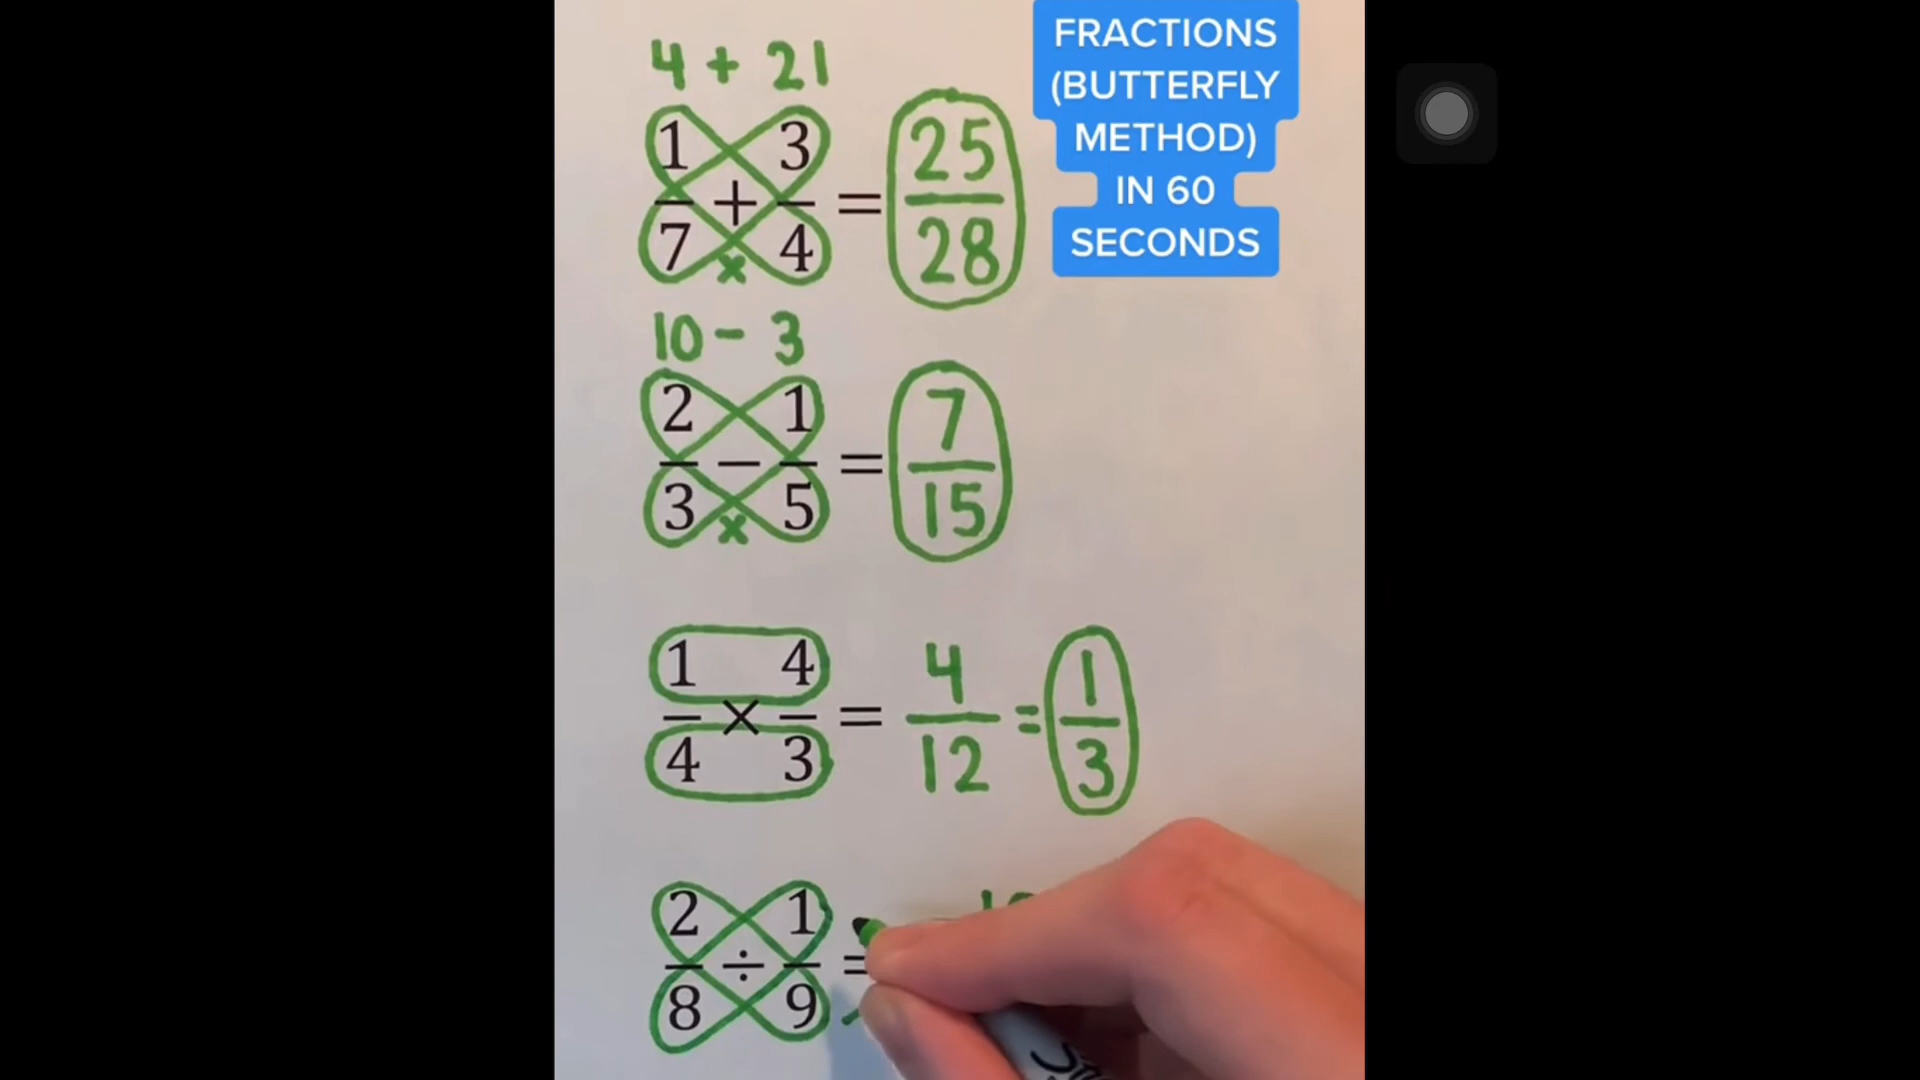 FRACTIONS
(BUTTERFLY
METHOD)
IN 60
SECONDS
4 + 21
1/7 + 3/4 = 25/28
x
10 - 3
2/3 − 1/5 = 7/15
x
1/4 × 4/3 = 4/12 = 1/3
2/8 ÷ 1/9 =